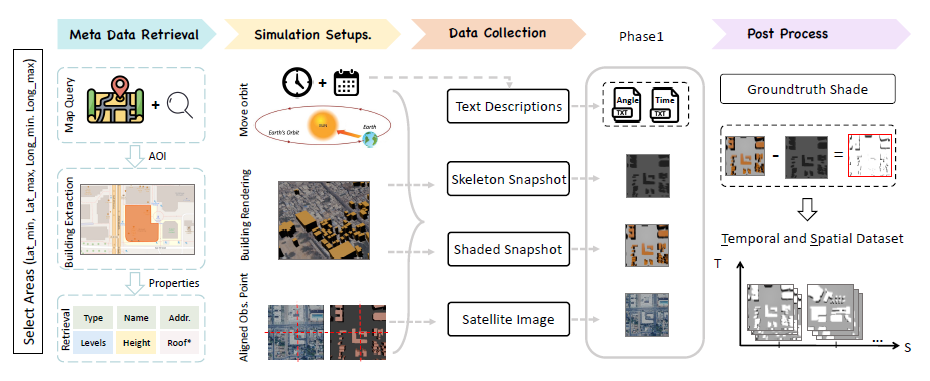 Meta Data Retrieval
Simulation Setups.
Data Collection
Phase1
Post Process
Select Areas (Lat_min, Lat_max, Long_min. Long_max)
Map Query
+
AOI
Building Extraction
Properties
Retrieval
Type
Name
Addr.
Levels
Height
Roof*
Move orbit
+
Earth's Orbit
Earth
Building Rendering
Aligned Obs. Point
Text Descriptions
Skeleton Snapshot
Shaded Snapshot
Satellite Image
Angle
TXT
Time
TXT
Groundtruth Shade
- =
Temporal and Spatial Dataset
T
...
S